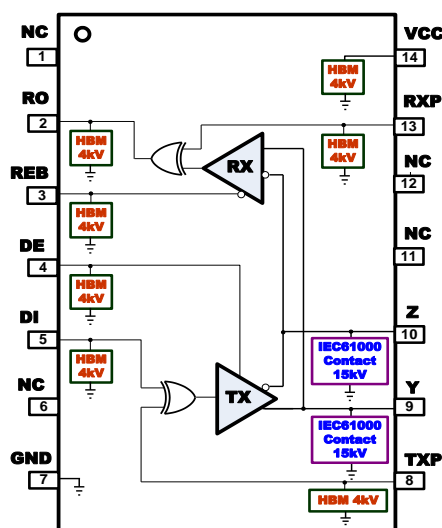 NC
1
VCC
14
HBM
4kV
RO
2
HBM
4kV
RXP
13
HBM
4kV
RX
REB
3
HBM
4kV
NC
12
DE
4
HBM
4kV
NC
11
DI
5
HBM
4kV
Z
10
IEC61000
Contact
15kV
NC
6
TX
Y
9
IEC61000
Contact
15kV
GND
7
TXP
8
HBM 4kV